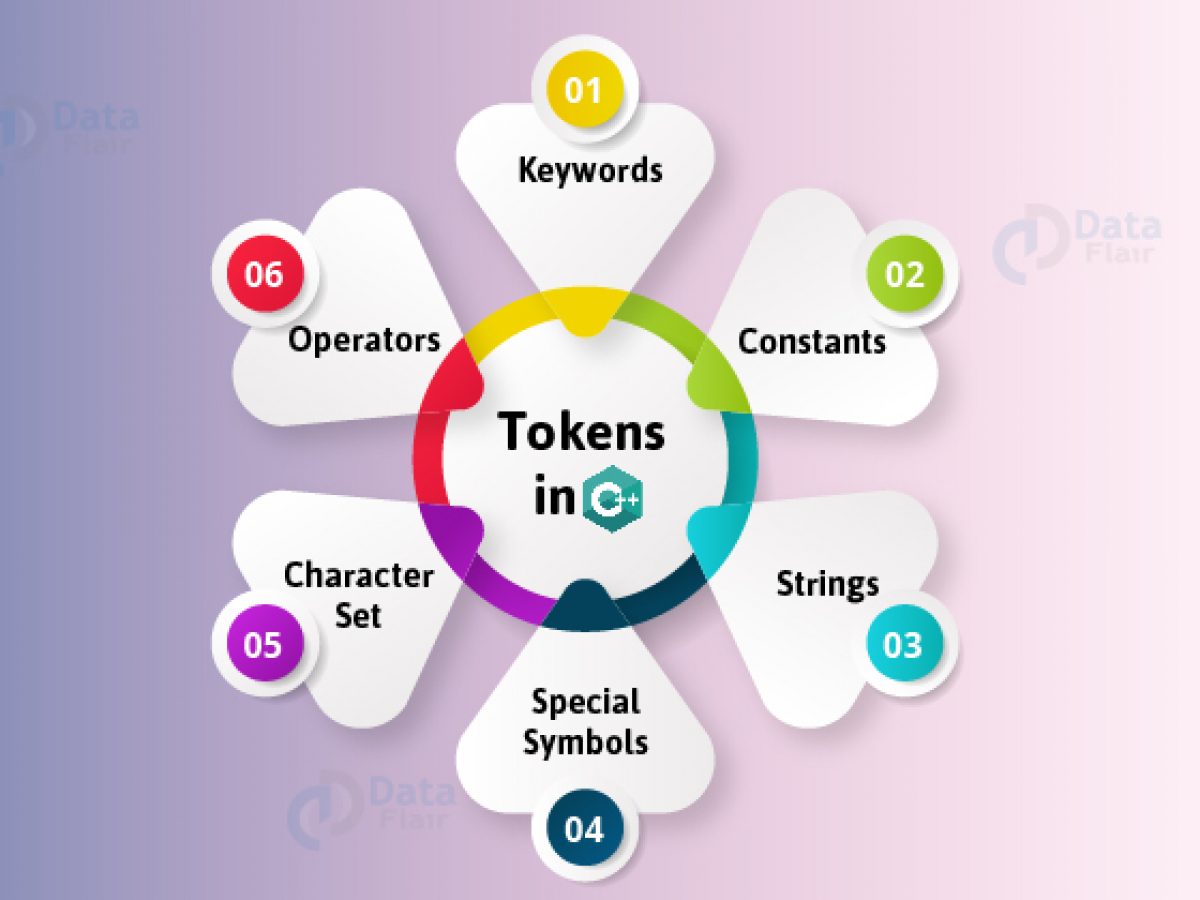 01
Keywords
02
Constants
03
Strings
04
Special
Symbols
05
Character
Set
06
Operators
Tokens
in C++
Data
Flair
Data
Flair
Data
Flair